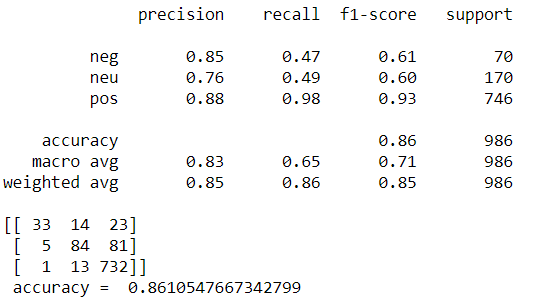 precision recall f1-score support
neg 0.85 0.47 0.61 70
neu 0.76 0.49 0.60 170
pos 0.88 0.98 0.93 746
accuracy 0.86 986
macro avg 0.83 0.65 0.71 986
weighted avg 0.85 0.86 0.85 986
[[ 33 14 23]
[ 5 84 81]
[ 1 13 732]]
accuracy = 0.8610547667342799